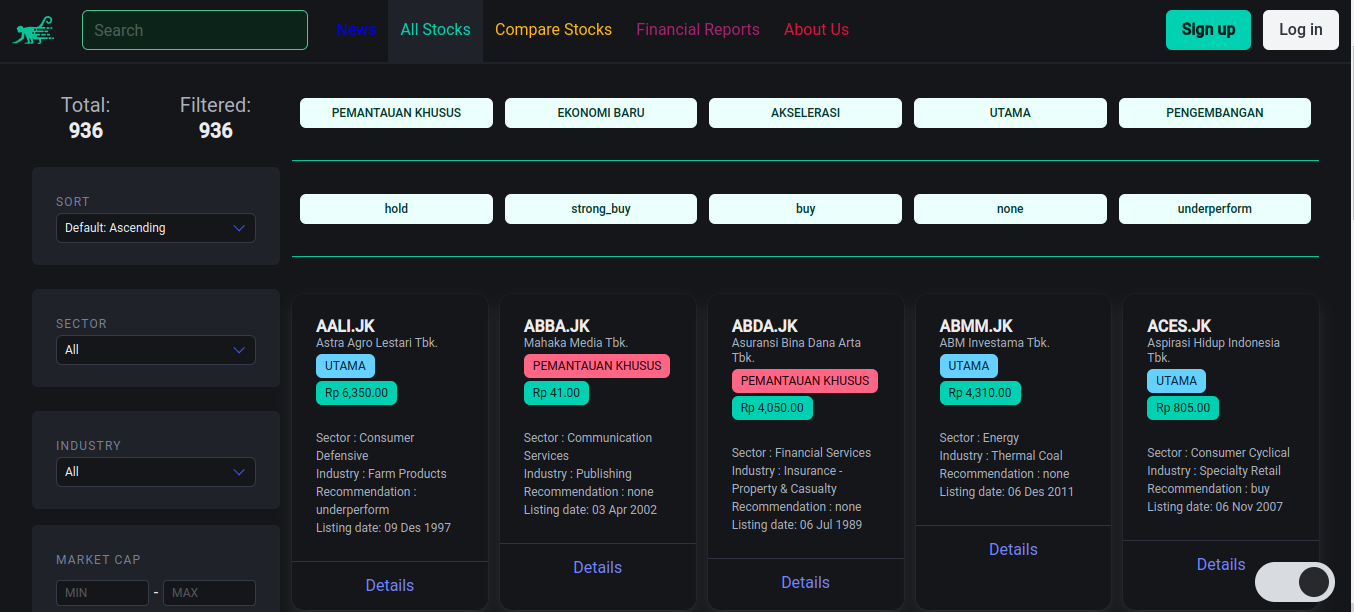 Search
News
All Stocks
Compare Stocks
Financial Reports
About Us
Sign up
Log in
Total:
936
Filtered:
936
PEMANTAUAN KHUSUS
EKONOMI BARU
AKSELERASI
UTAMA
PENGEMBANGAN
hold
strong_buy
buy
none
underperform
SORT
Default: Ascending
SECTOR
All
INDUSTRY
All
MARKET CAP
MIN
-
MAX
AALI.JK
Astra Agro Lestari Tbk.
UTAMA
Rp 6,350.00
Sector : Consumer
Defensive
Industry : Farm Products
Recommendation :
underperform
Listing date: 09 Des 1997
Details
ABBA.JK
Mahaka Media Tbk.
PEMANTAUAN KHUSUS
Rp 41.00
Sector : Communication
Services
Industry : Publishing
Recommendation : none
Listing date: 03 Apr 2002
Details
ABDA.JK
Asuransi Bina Dana Arta
Tbk.
PEMANTAUAN KHUSUS
Rp 4,050.00
Sector : Financial Services
Industry : Insurance -
Property & Casualty
Recommendation : none
Listing date: 06 Jul 1989
Details
ABMM.JK
ABM Investama Tbk.
UTAMA
Rp 4,310.00
Sector : Energy
Industry : Thermal Coal
Recommendation : none
Listing date: 06 Des 2011
Details
ACES.JK
Aspirasi Hidup Indonesia
Tbk.
UTAMA
Rp 805.00
Sector : Consumer Cyclical
Industry : Specialty Retail
Recommendation : buy
Listing date: 06 Nov 2007
Details